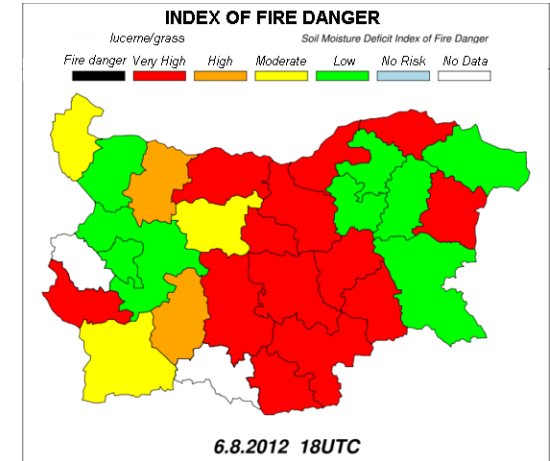 INDEX OF FIRE DANGER
lucerne/grass Soil Moisture Deficit Index of Fire Danger
Fire danger Very High High Moderate Low No Risk No Data
6.8.2012 18UTC